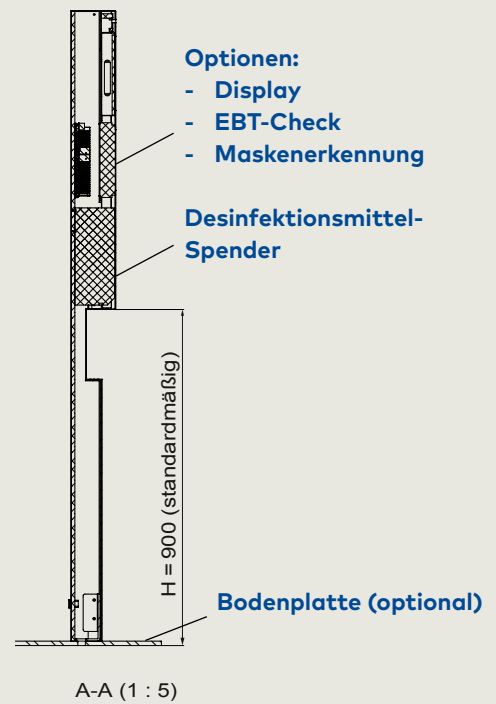 Optionen:
- Display
- EBT-Check
- Maskenerkennung
Desinfektionsmittel-
Spender
H = 900 (standardmäßig)
Bodenplatte (optional)
A-A (1 : 5)